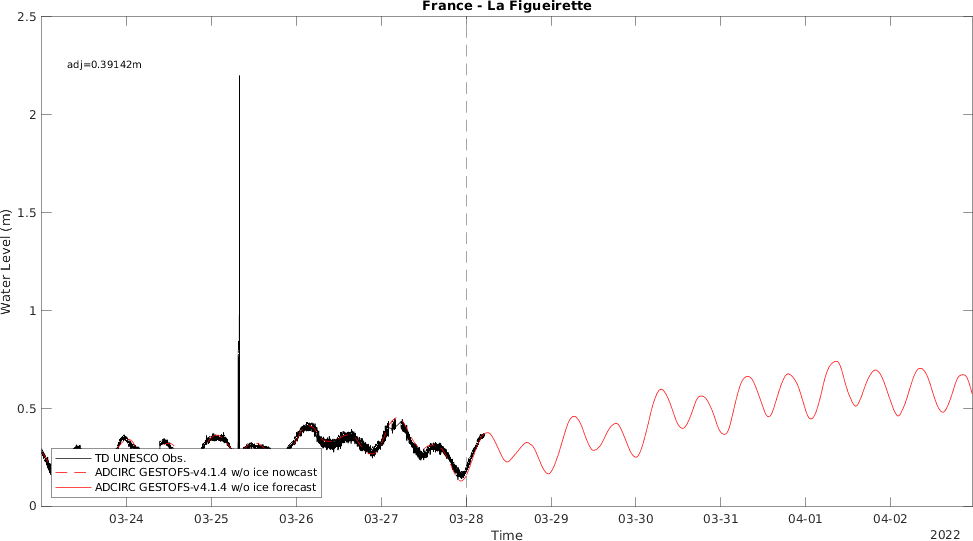 France - La Figueirette
adj=0.39142m
2.5
2
1.5
1
0.5
0
Water Level (m)
TD UNESCO Obs.
ADCIRC GESTOFS-v4.1.4 w/o ice nowcast
ADCIRC GESTOFS-v4.1.4 w/o ice forecast
03-24 03-25 03-26 03-27 03-28 03-29 03-30 03-31 04-01 04-02
Time
2022